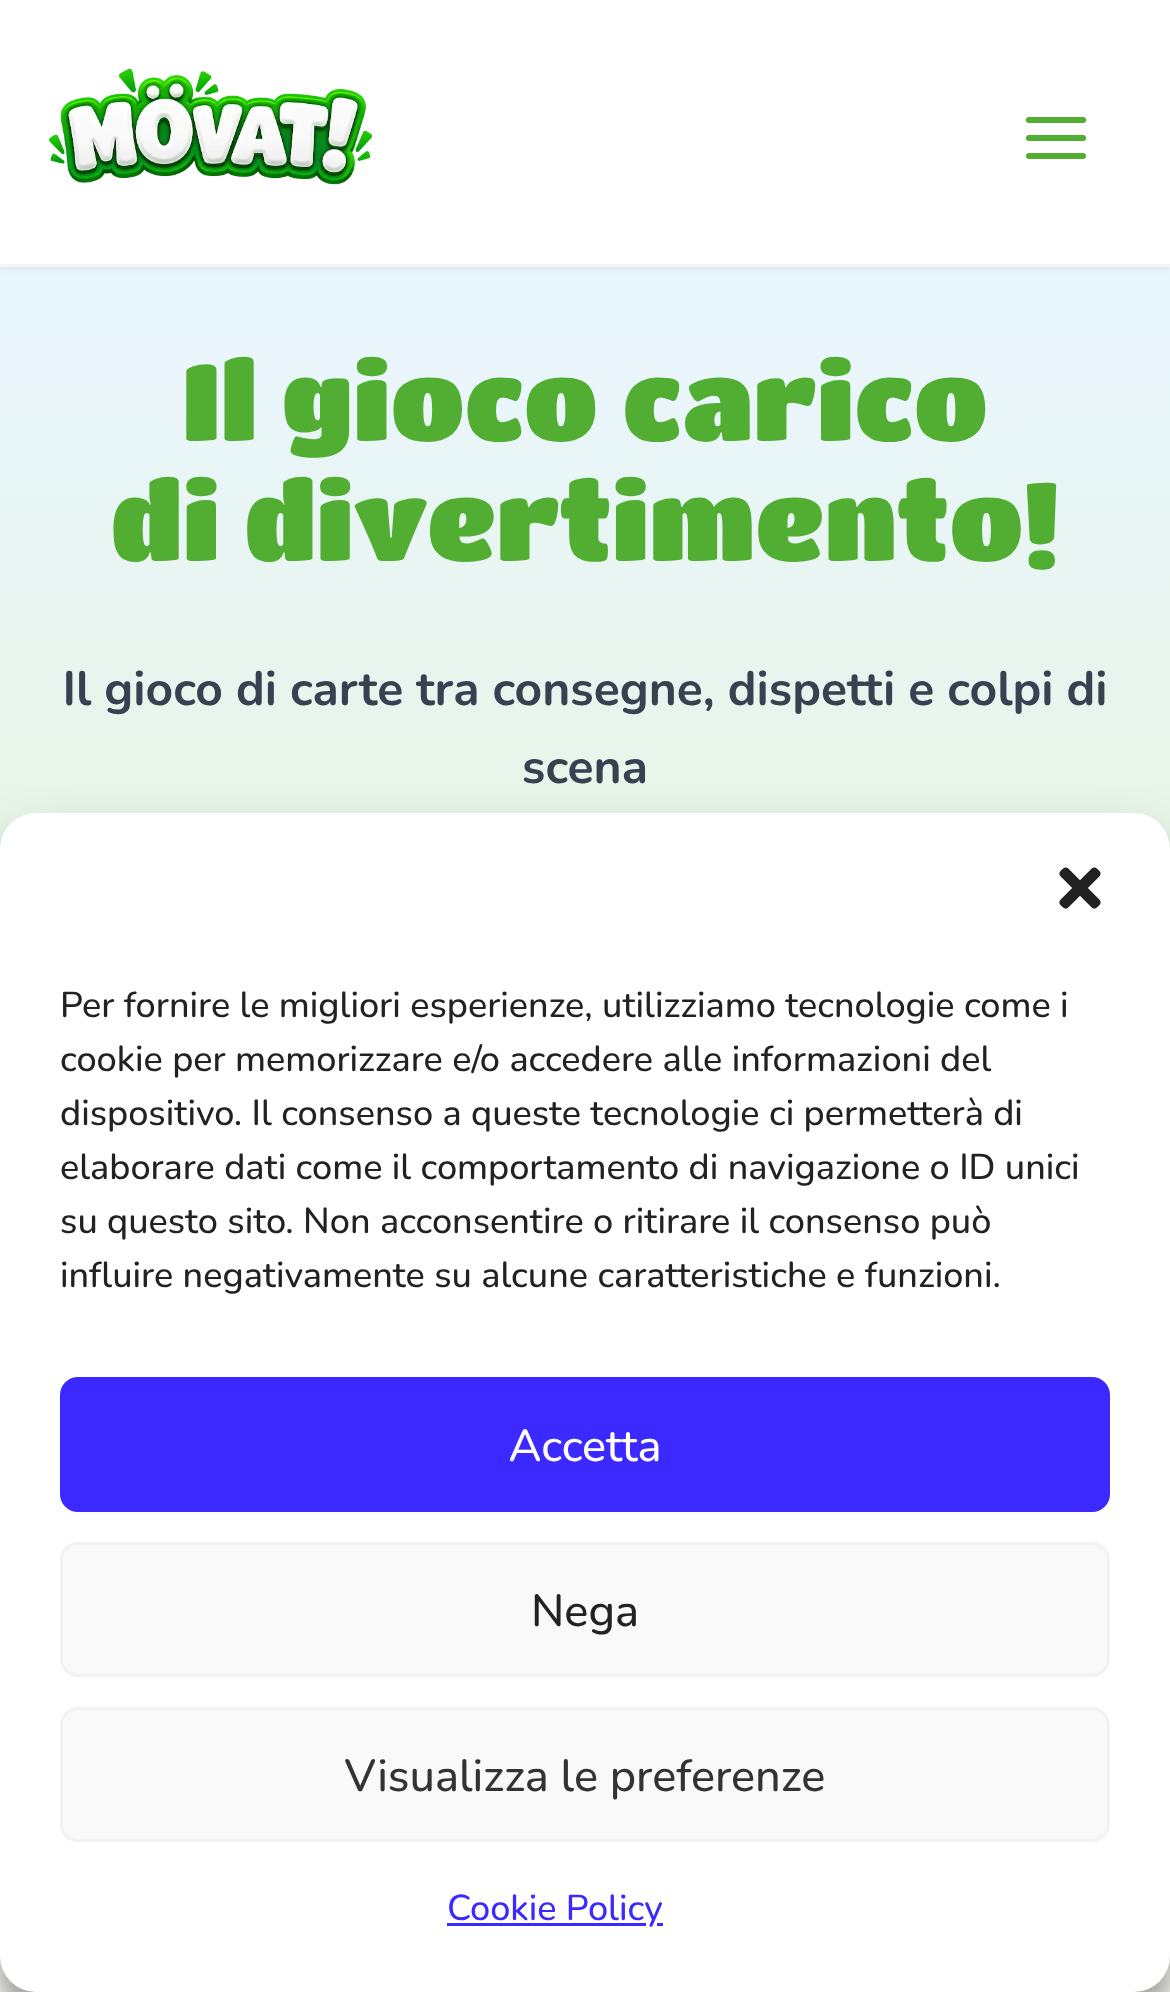 MÖVAT!
Il gioco carico
di divertimento!
Il gioco di carte tra consegne, dispetti e colpi di
scena
Per fornire le migliori esperienze, utilizziamo tecnologie come i
cookie per memorizzare e/o accedere alle informazioni del
dispositivo. Il consenso a queste tecnologie ci permetterà di
elaborare dati come il comportamento di navigazione o ID unici
su questo sito. Non acconsentire o ritirare il consenso può
influire negativamente su alcune caratteristiche e funzioni.
Accetta
Nega
Visualizza le preferenze
Cookie Policy